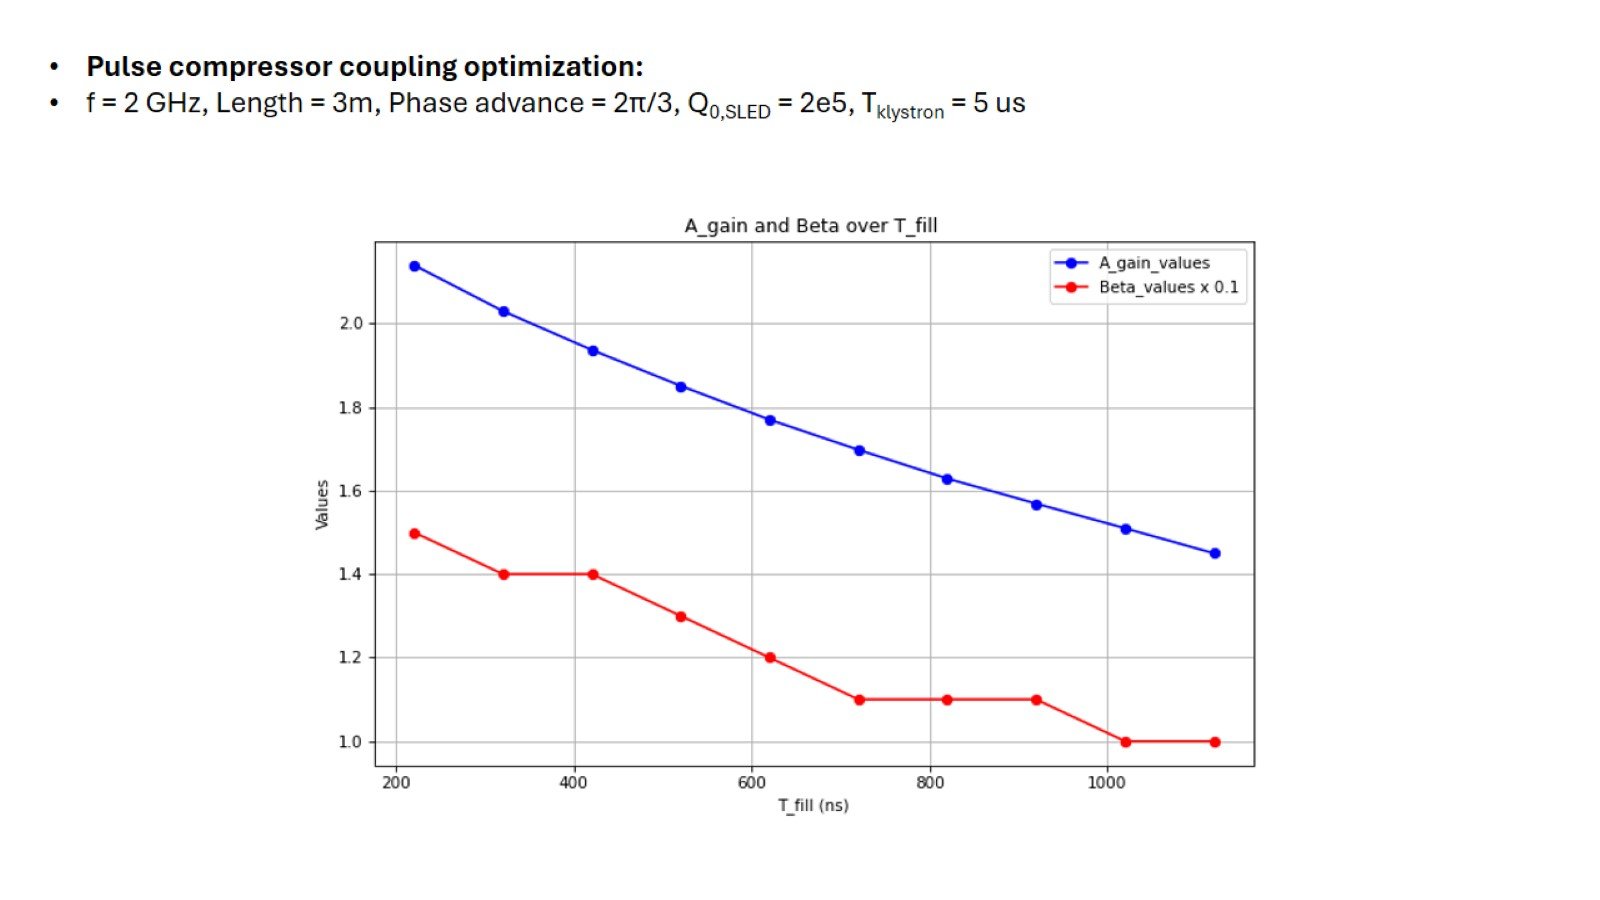 • Pulse compressor coupling optimization:
• f = 2 GHz, Length = 3m, Phase advance = 2π/3, Q0,SLED = 2e5, Tklystron = 5 us
A_gain and Beta over T_fill
A_gain_values
Beta_values x 0.1
Values
2.0
1.8
1.6
1.4
1.2
1.0
200 400 600 800 1000
T_fill (ns)